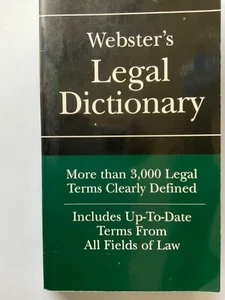 Webster's
Legal
Dictionary
More than 3,000 Legal
Terms Clearly Defined
Includes Up-To-Date
Terms From
All Fields of Law